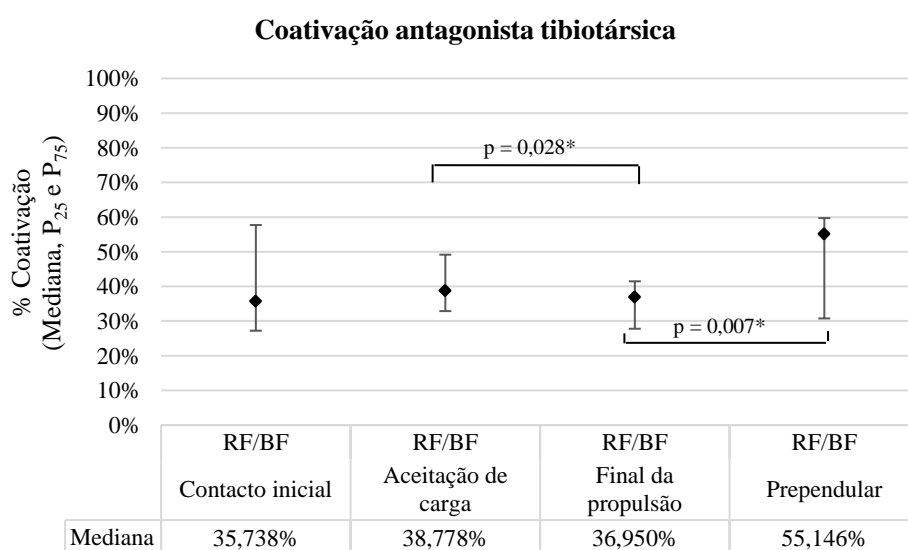 Coativação antagonista tibiotársica
% Coativação
(Mediana, P25 e P75)
100%
90%
80%
70%
60%
50%
40%
30%
20%
10%
0%
p = 0,028*
p = 0,007*
RF/BF RF/BF RF/BF RF/BF
Contacto inicial Aceitação de carga Final da propulsão Prependular
Mediana 35,738% 38,778% 36,950% 55,146%